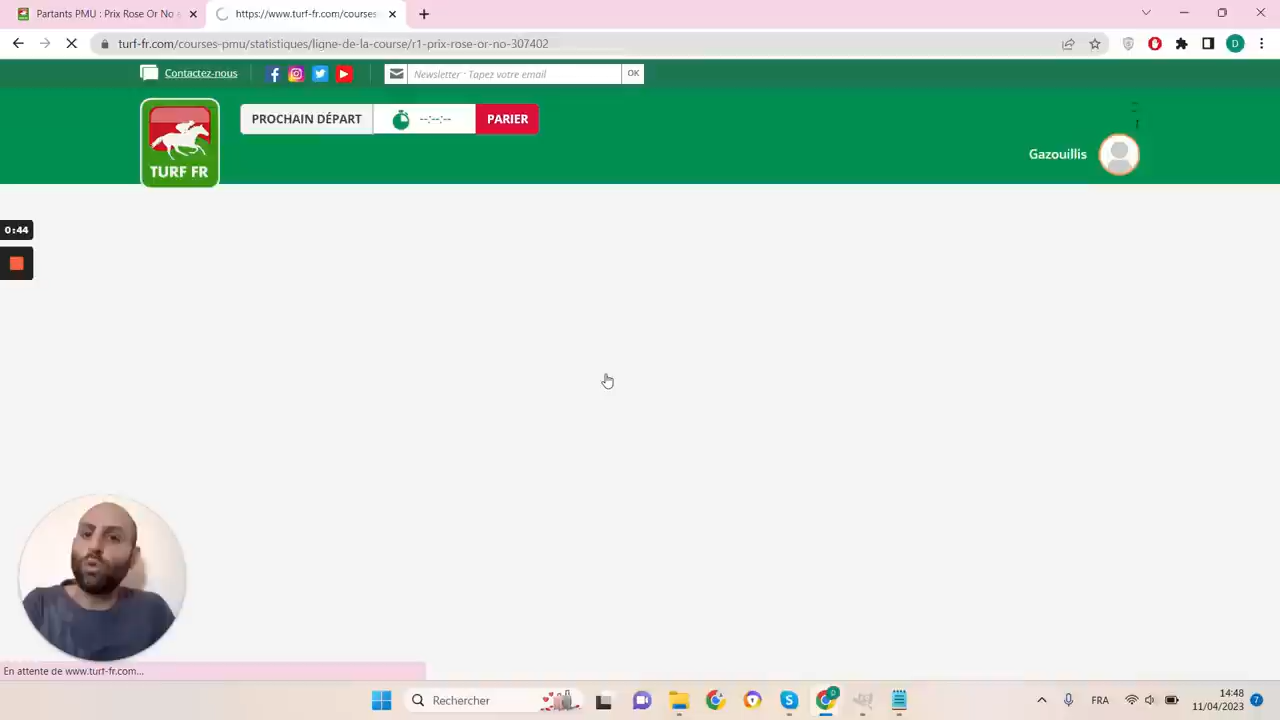 Partants PMU : Prix Rose Or No
https://www.turf-fr.com/courses
turf-fr.com/courses-pmu/statistiques/ligne-de-la-course/r1-prix-rose-or-no-307402
D
Contactez-nous
Newsletter : Tapez votre email
OK
PROCHAIN DÉPART
--:--:--
PARIER
TURF FR
Gazouillis
0:44
En attente de www.turf-fr.com...
Rechercher
D
FRA
14:48
11/04/2023
7